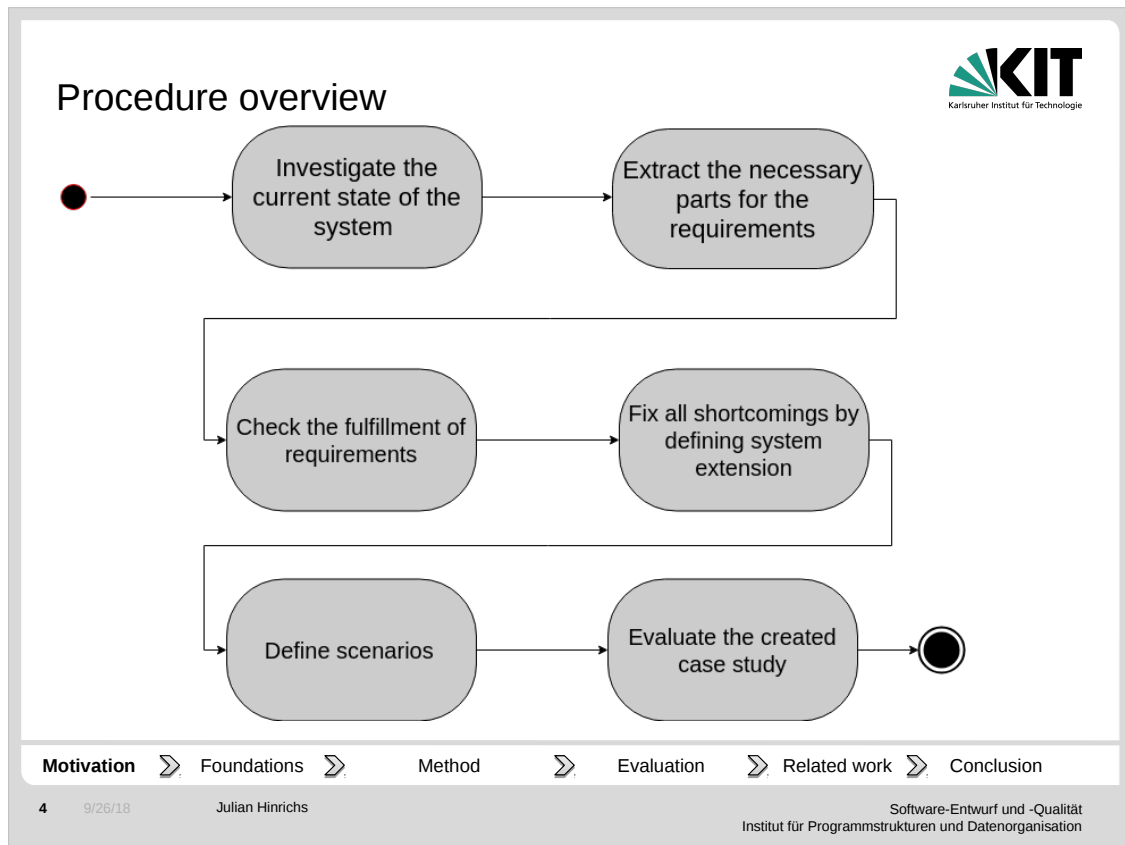 KIT
Karlsruher Institut für Technologie
Procedure overview
Investigate the
current state of the
system
Extract the necessary
parts for the
requirements
Check the fulfillment of
requirements
Fix all shortcomings by
defining system
extension
Define scenarios
Evaluate the created
case study
Motivation Foundations Method Evaluation Related work Conclusion
4 9/26/18 Julian Hinrichs
Software-Entwurf und -Qualität
Institut für Programmstrukturen und Datenorganisation